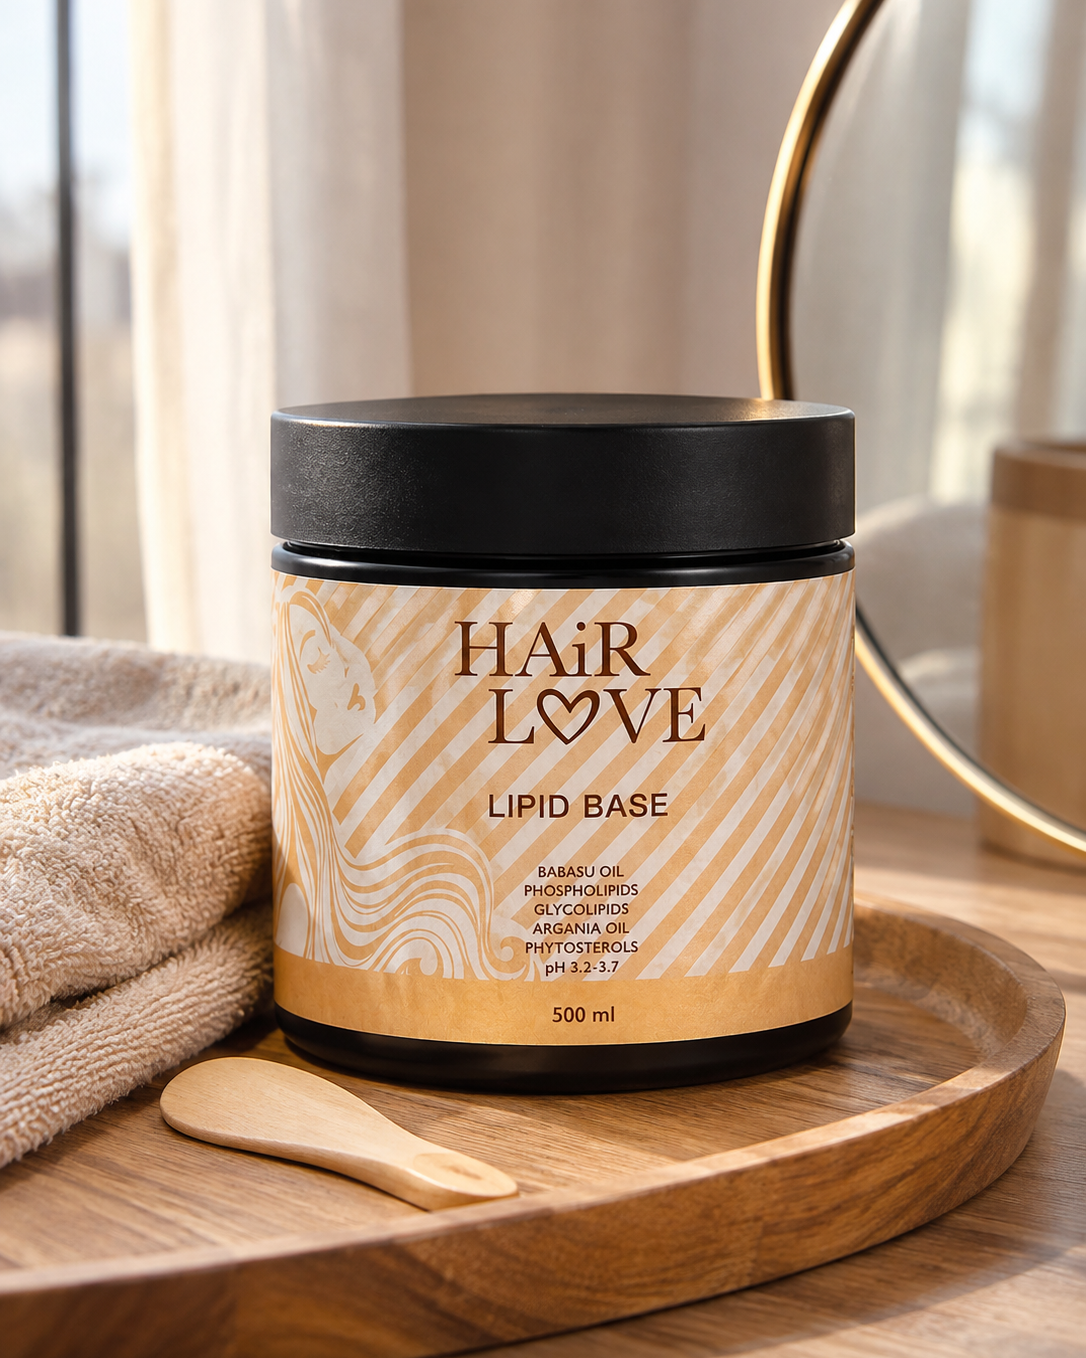 HAiR
LOVE
LIPID BASE
BABASU OIL
PHOSPHOLIPIDS
GLYCOLIPIDS
ARGANIA OIL
PHYTOSTEROLS
pH 3.2-3.7
500 ml